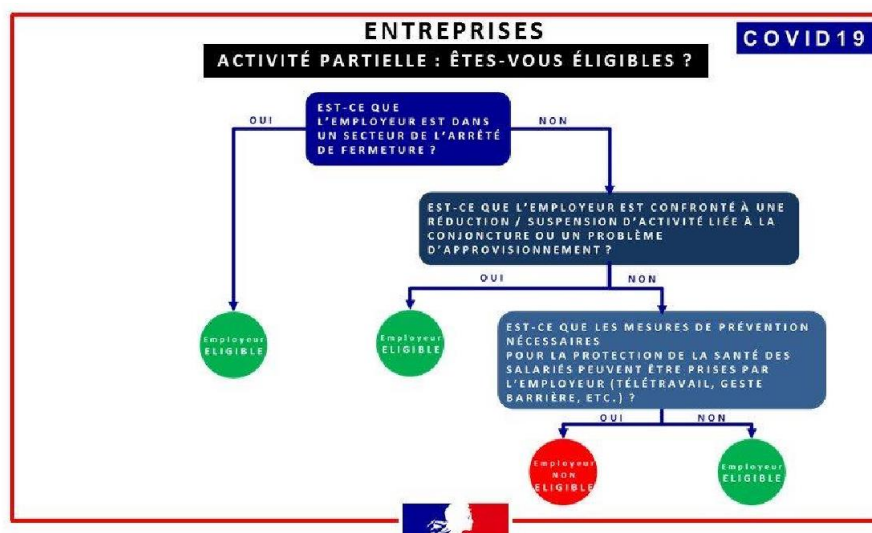 ENTREPRISES
COVID19
ACTIVITÉ PARTIELLE : ÊTES-VOUS ÉLIGIBLES ?
EST-CE QUE
L'EMPLOYEUR EST DANS
UN SECTEUR DE L'ARRÊTÉ
DE FERMETURE ?
OUI
NON
EST-CE QUE L'EMPLOYEUR EST CONFRONTÉ À UNE
RÉDUCTION / SUSPENSION D'ACTIVITÉ LIÉE À LA
CONJONCTURE OU UN PROBLÈME
D'APPROVISIONNEMENT ?
OUI
NON
Employeur
ELIGIBLE
Employeur
ELIGIBLE
EST-CE QUE LES MESURES DE PRÉVENTION
NÉCESSAIRES
POUR LA PROTECTION DE LA SANTÉ DES
SALARIÉS PEUVENT ÊTRE PRISES PAR
L'EMPLOYEUR (TÉLÉTRAVAIL, GESTE
BARRIÈRE, ETC.) ?
OUI
NON
Employeur
NON
ELIGIBLE
Employeur
ELIGIBLE